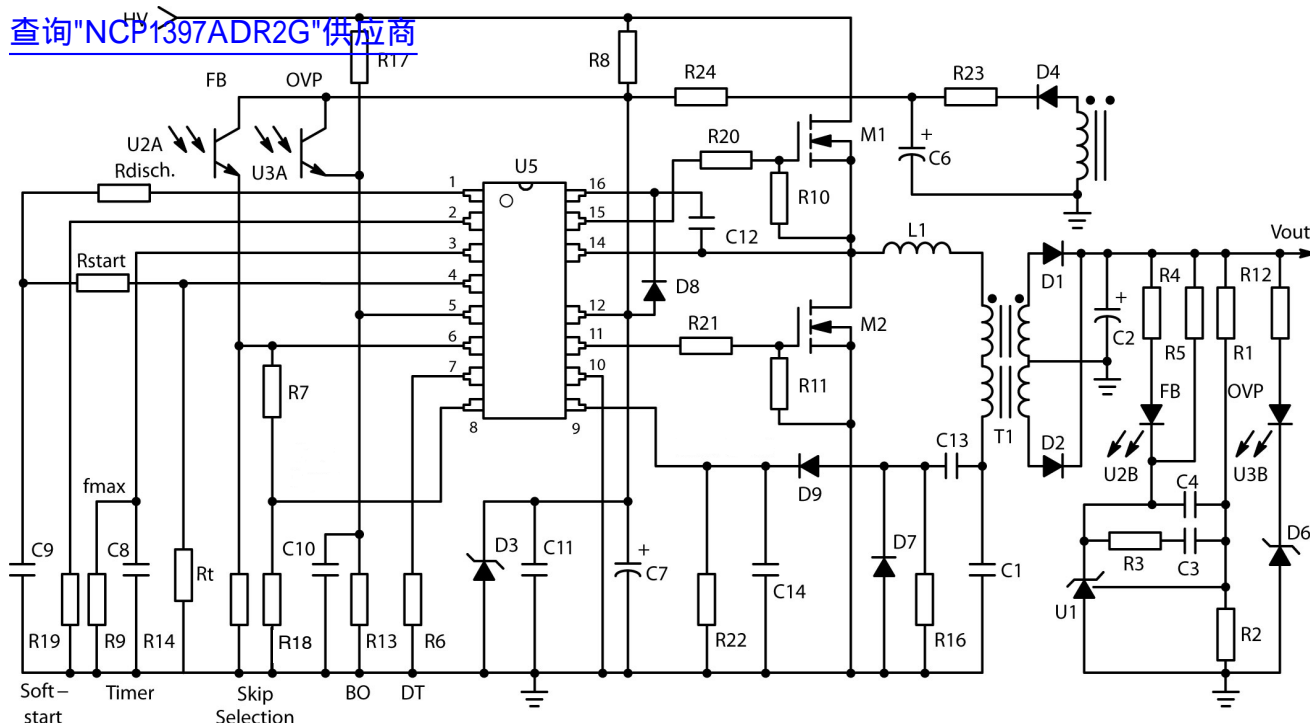 HV
查询"NCP1397ADR2G"供应商
R17
R8
FB
OVP
R24
R23
D4
U2A
U3A
Rdisch.
R20
M1
C6
+
U5
R10
1
2
3
4
5
6
7
8
16
15
14
12
11
10
9
C12
L1
Vout
Rstart
D8
D1
R4
R12
+
C2
R5
R1
R21
M2
R11
R7
T1
FB
OVP
D2
C13
U2B
U3B
D9
fmax
C4
C9
C8
Rt
C10
D3
C11
+
C7
C14
D7
C1
R3
C3
D6
U1
R19
R9
R14
R18
R13
R6
R22
R16
R2
Soft–
start
Timer
Skip
Selection
BO
DT